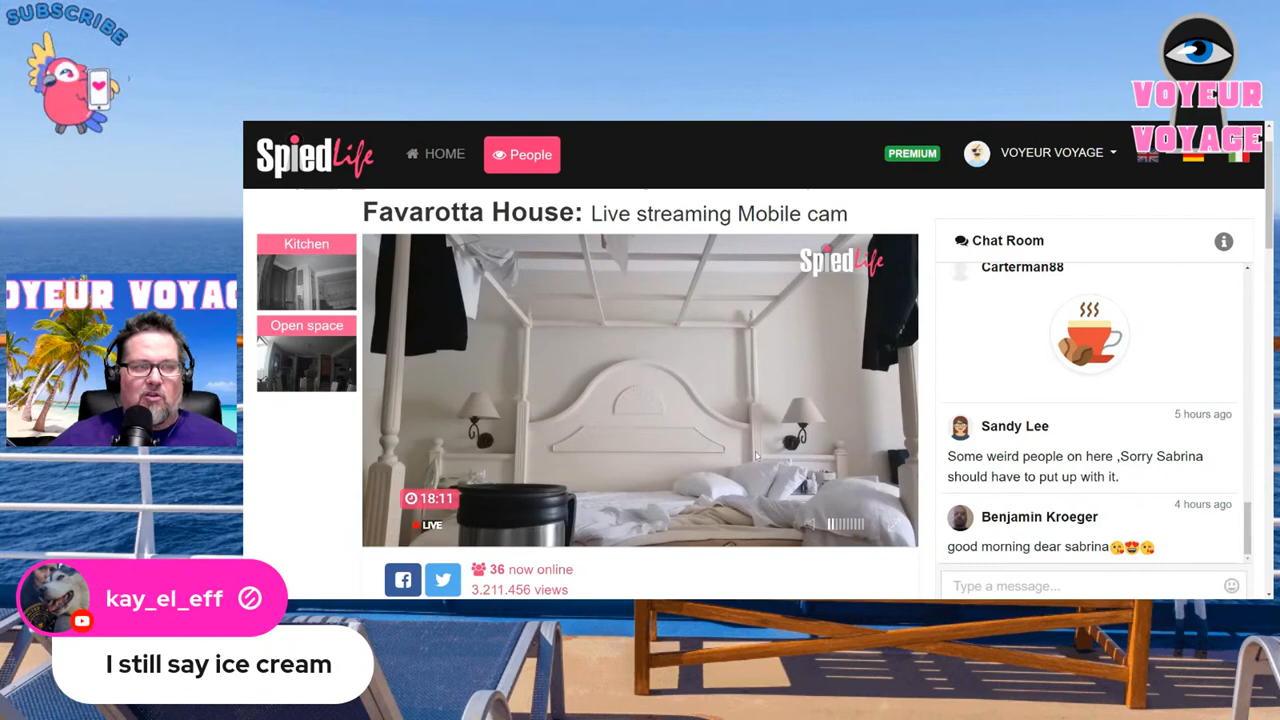 SUBSCRIBE
VOYEUR
VOYAGE
SpiedLife
HOME
People
PREMIUM
VOYEUR VOYAGE
Favarotta House: Live streaming Mobile cam
Kitchen
Open space
SpiedLife
18:11
LIVE
Chat Room
Carterman88
5 hours ago
Sandy Lee
Some weird people on here ,Sorry Sabrina
should have to put up with it.
4 hours ago
Benjamin Kroeger
good morning dear sabrina😘😍😘
Type a message...
36 now online
3.211.456 views
OYEUR VOYA
kay_el_eff
I still say ice cream